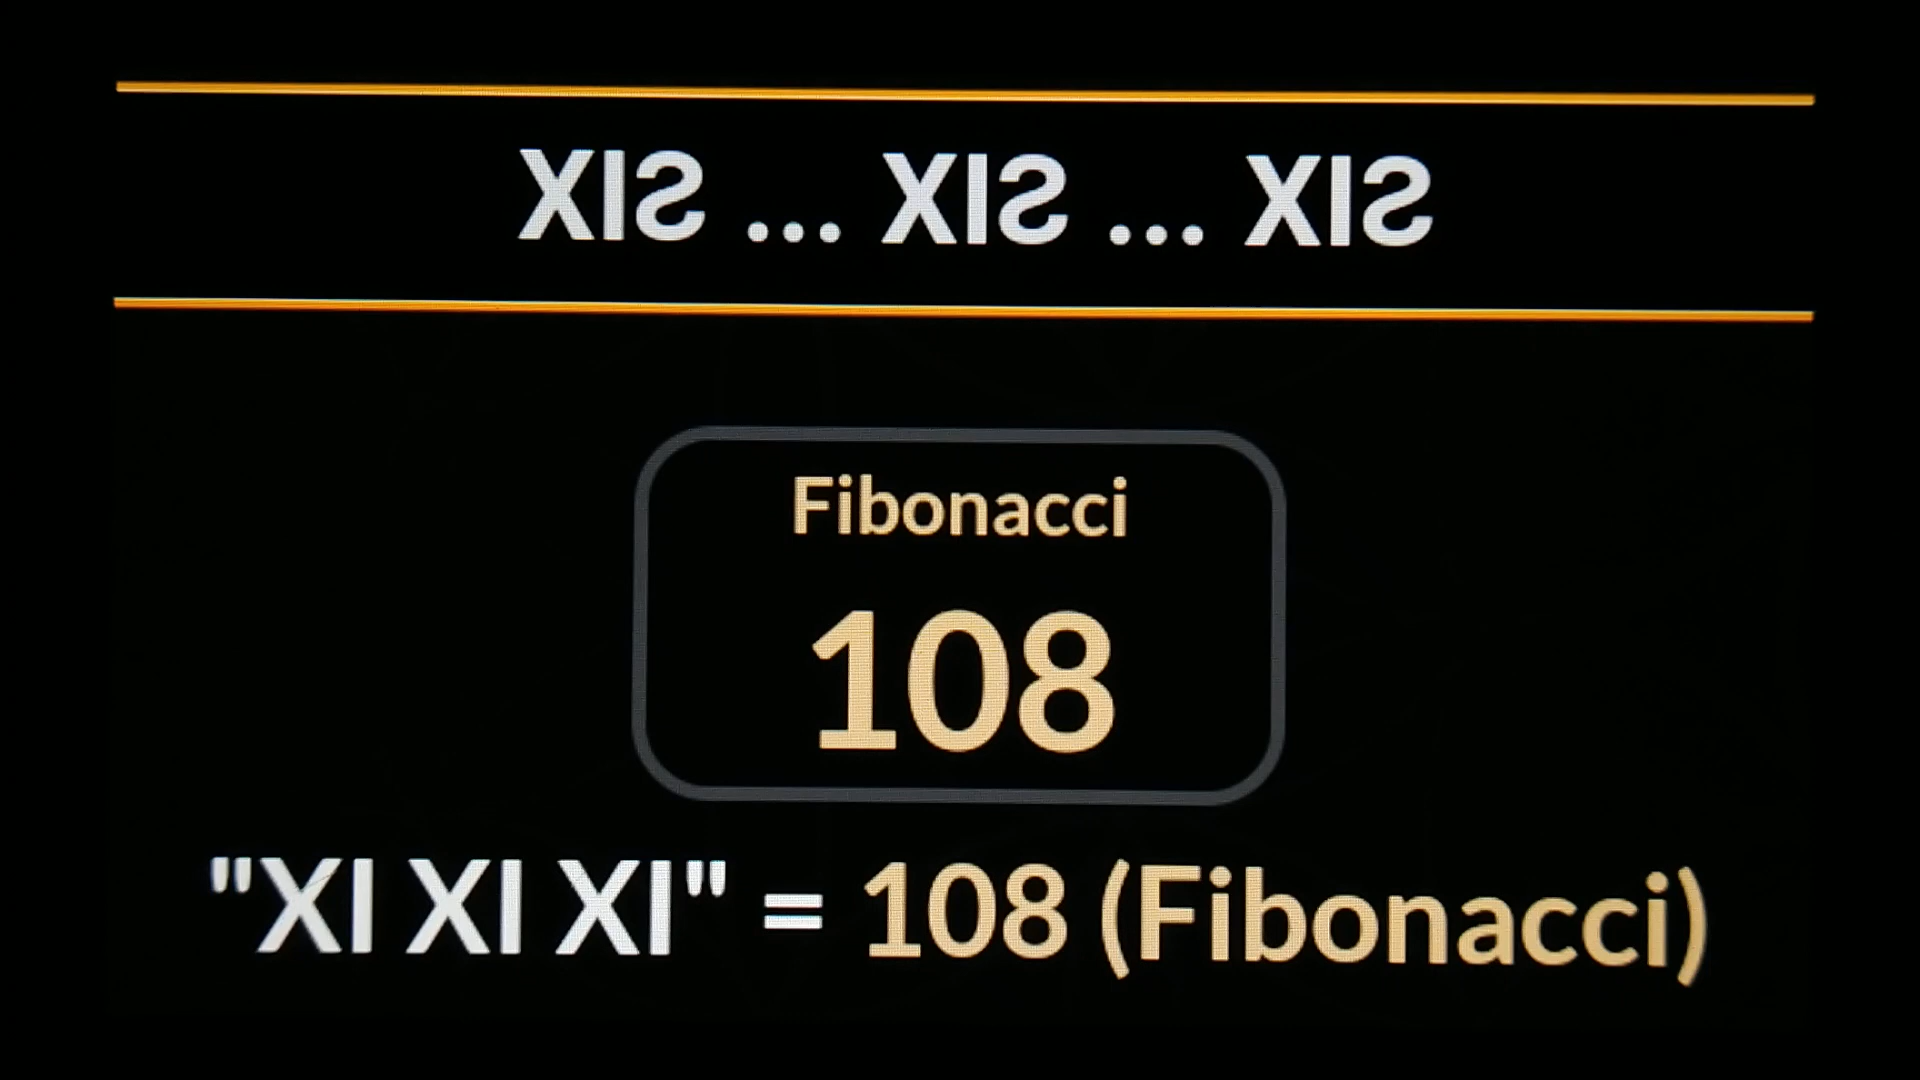 XIƧ ... XIƧ ... XIƧ
Fibonacci
108
"XI XI XI" = 108 (Fibonacci)